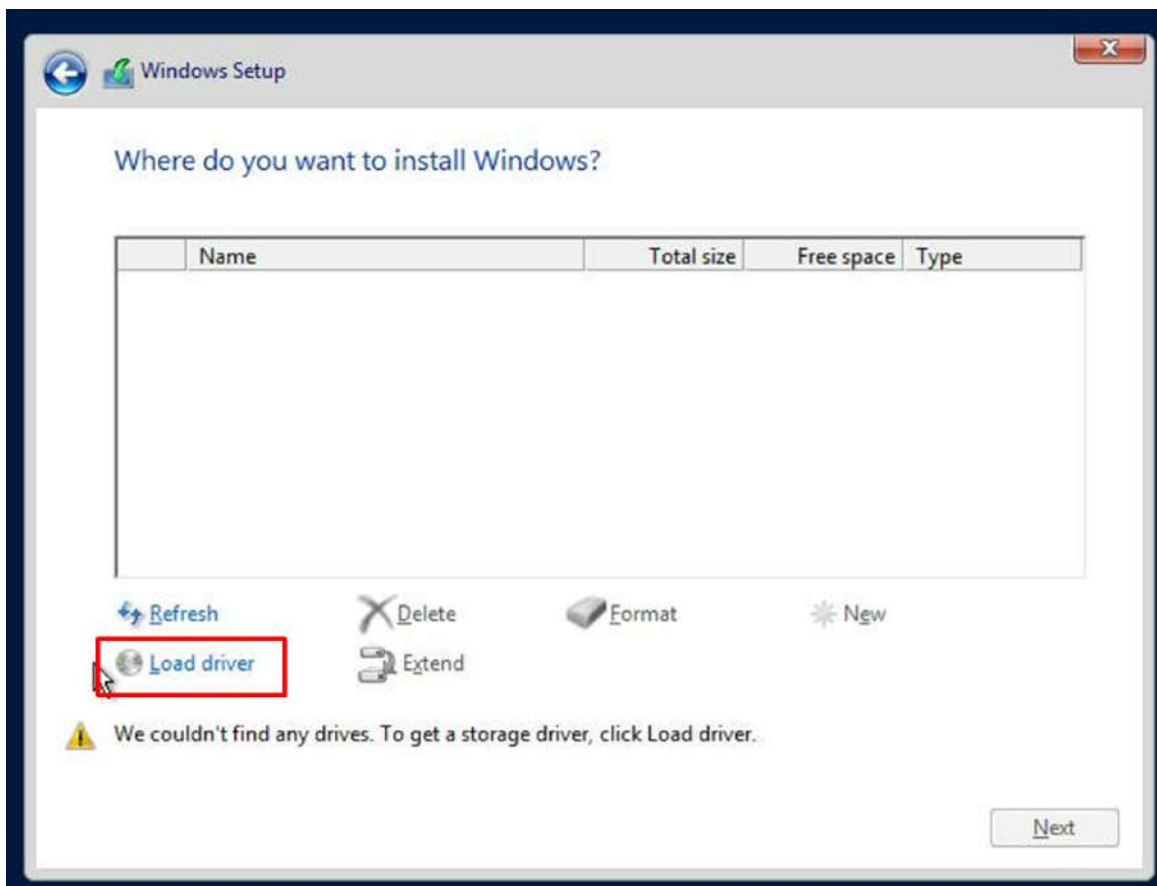 Windows Setup
Where do you want to install Windows?
Name Total size Free space Type
Refresh Delete Format New
Load driver Extend
We couldn't find any drives. To get a storage driver, click Load driver.
Next